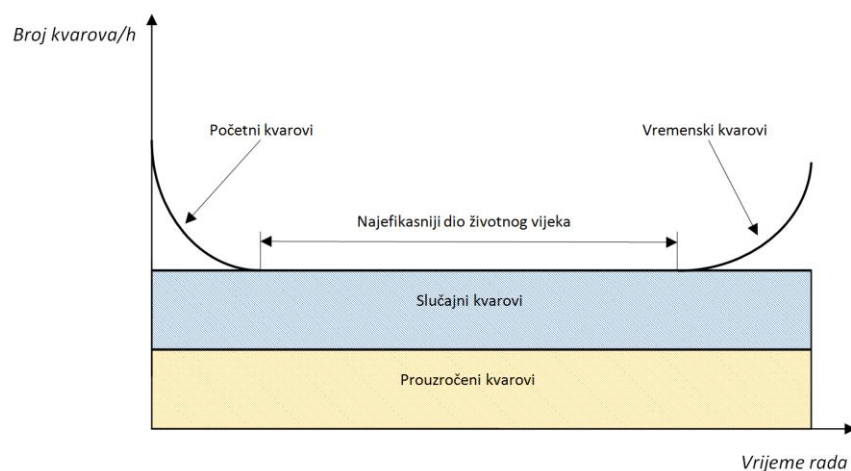 Broj kvarova/h
Početni kvarovi
Vremenski kvarovi
Najefikasniji dio životnog vijeka
Slučajni kvarovi
Prouzročeni kvarovi
Vrijeme rada